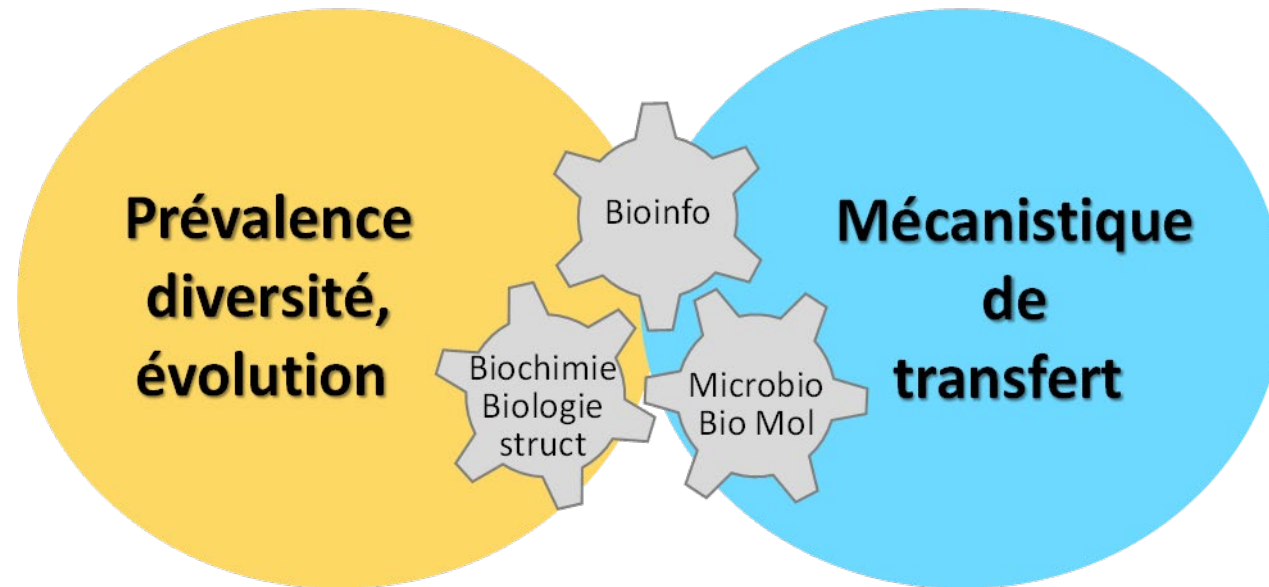 Prévalence
diversité,
évolution
Bioinfo
Biochimie
Biologie
struct
Microbio
Bio Mol
Mécanistique
de
transfert